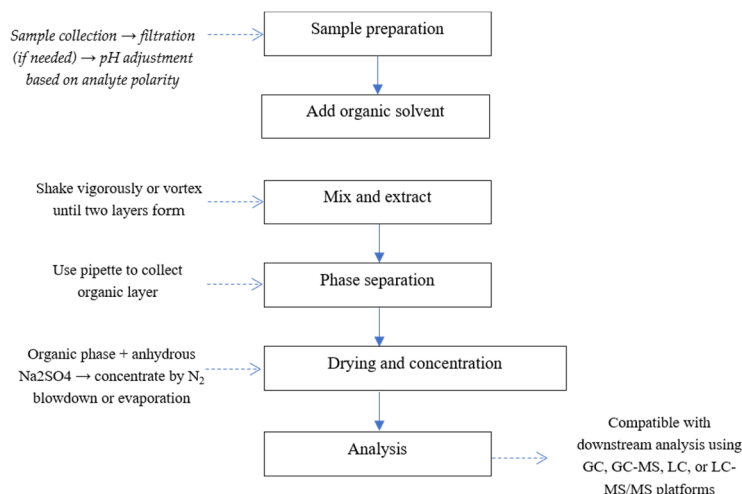 Sample collection → filtration
(if needed) → pH adjustment
based on analyte polarity
Sample preparation
Add organic solvent
Shake vigorously or vortex
until two layers form
Mix and extract
Use pipette to collect
organic layer
Phase separation
Organic phase + anhydrous
Na2SO4 → concentrate by N₂
blowdown or evaporation
Drying and concentration
Analysis
Compatible with
downstream analysis using
GC, GC-MS, LC, or LC-
MS/MS platforms